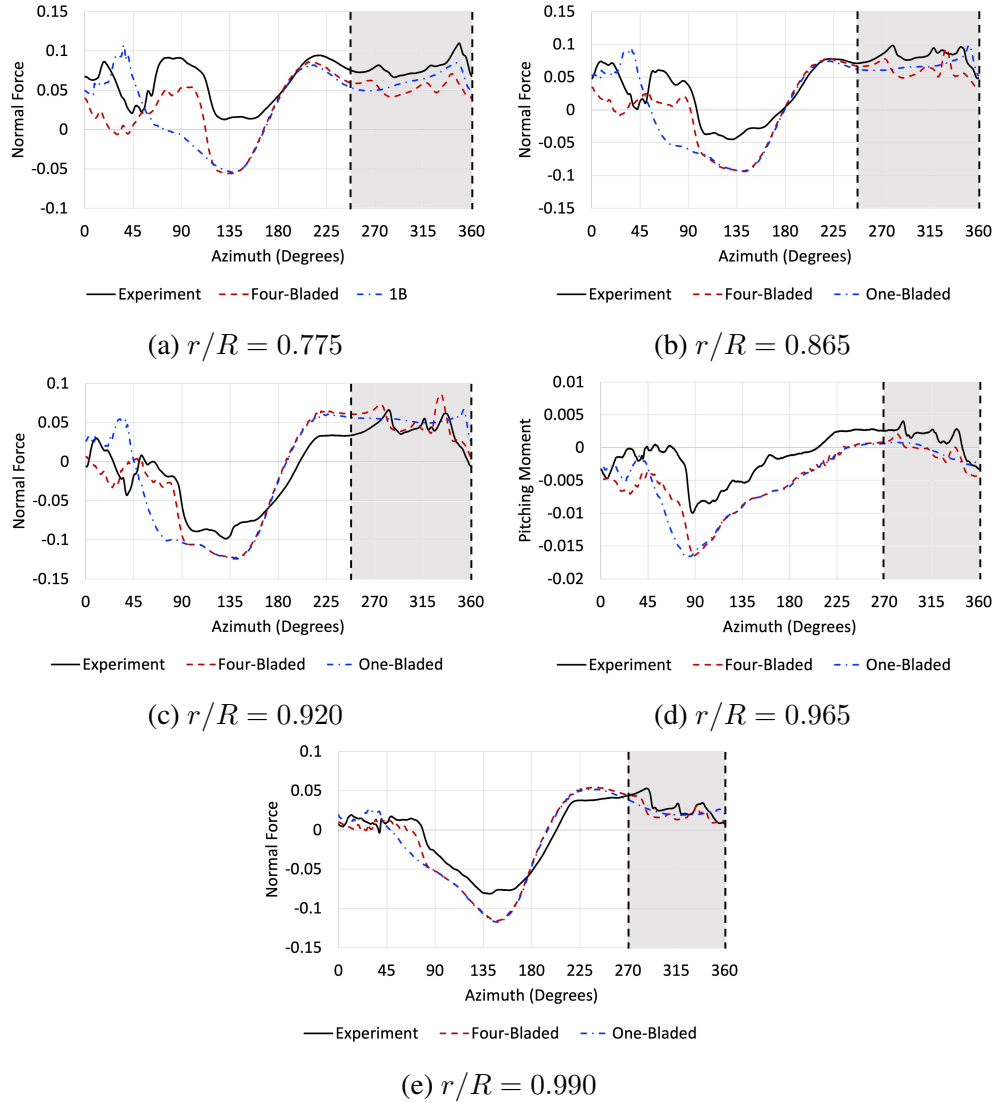 0.15
0.1
0.05
0
-0.05
-0.1
Normal Force
0 45 90 135 180 225 270 315 360
Azimuth (Degrees)
Experiment Four-Bladed 1B
(a) r/R = 0.775
0.15
0.1
0.05
0
-0.05
-0.1
-0.15
Normal Force
0 45 90 135 180 225 270 315 360
Azimuth (Degrees)
Experiment Four-Bladed One-Bladed
(b) r/R = 0.865
0.1
0.05
0
-0.05
-0.1
-0.15
Normal Force
0 45 90 135 180 225 270 315 360
Azimuth (Degrees)
Experiment Four-Bladed One-Bladed
(c) r/R = 0.920
0.01
0.005
0
-0.005
-0.01
-0.015
-0.02
Pitching Moment
0 45 90 135 180 225 270 315 360
Azimuth (Degrees)
Experiment Four-Bladed One-Bladed
(d) r/R = 0.965
0.1
0.05
0
-0.05
-0.1
-0.15
Normal Force
0 45 90 135 180 225 270 315 360
Azimuth (Degrees)
Experiment Four-Bladed One-Bladed
(e) r/R = 0.990